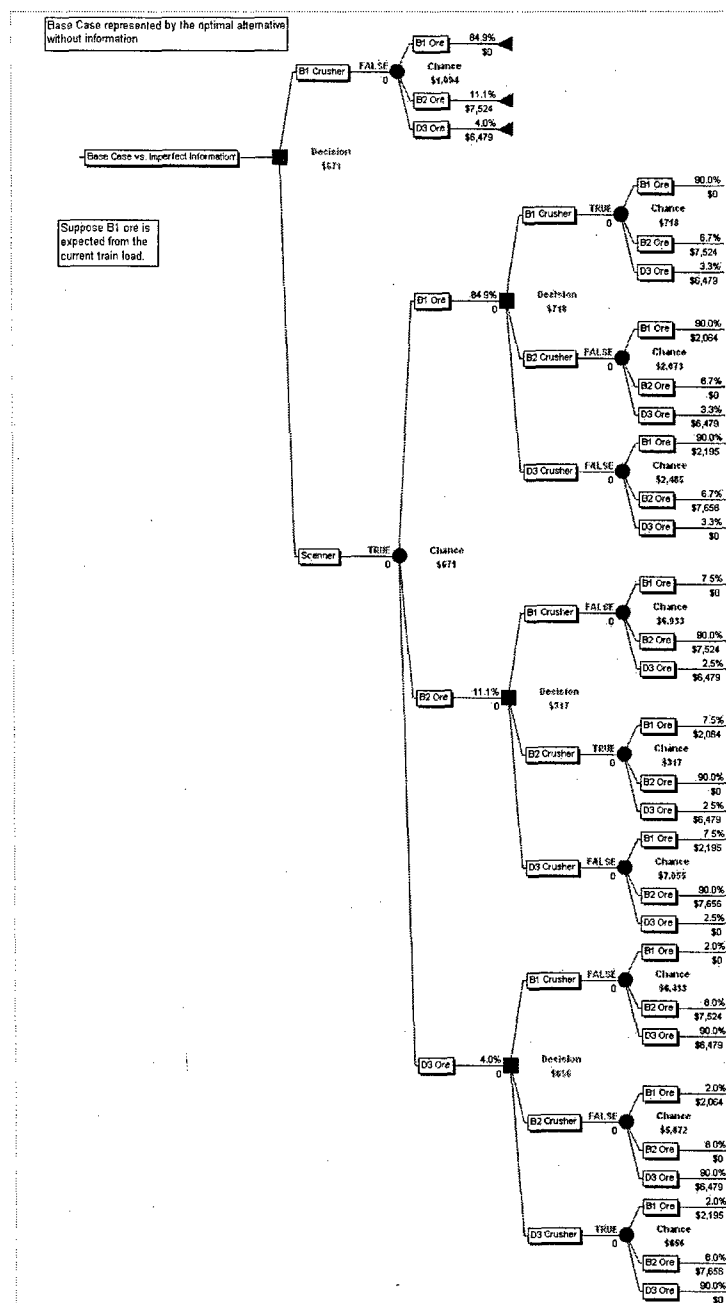 Base Case represented by the optimal alternative
without information
B1 Ore 84.9%
$0
B1 Crusher FALSE Chance
0 $1,094
B2 Ore 11.1%
$7,524
D3 Ore 4.0%
$6,479
Base Case vs. Imperfect Information
Decision
$671
Suppose B1 ore is
expected from the
current train load.
B1 Ore 90.0%
$0
B1 Crusher TRUE Chance
0 $718
B2 Ore 6.7%
$7,524
D3 Ore 3.3%
$6,479
B1 Ore 84.9% Decision
0 $718
B1 Ore 90.0%
$2,064
B2 Crusher FALSE Chance
0 $2,073
B2 Ore 6.7%
$0
D3 Ore 3.3%
$6,479
B1 Ore 90.0%
$2,195
D3 Crusher FALSE Chance
0
B2 Ore 6.7%
$7,656
D3 Ore 3.3%
$0
Scanner TRUE Chance
0 $671
B1 Ore 7.5%
$0
B1 Crusher FALSE Chance
0 $6,933
B2 Ore 90.0%
$7,524
D3 Ore 2.5%
$6,479
B2 Ore 11.1% Decision
0 $317
B1 Ore 7.5%
$2,064
B2 Crusher TRUE Chance
0 $317
B2 Ore 90.0%
$0
D3 Ore 2.5%
$6,479
B1 Ore 7.5%
$2,195
D3 Crusher FALSE Chance
0 $7,055
B2 Ore 90.0%
$7,656
D3 Ore 2.5%
$0
B1 Ore 2.0%
$0
B1 Crusher FALSE Chance
0
B2 Ore 8.0%
$7,524
D3 Ore 90.0%
$6,479
D3 Ore 4.0% Decision
0 $656
B1 Ore 2.0%
$2,064
B2 Crusher FALSE Chance
0 $5,872
B2 Ore 8.0%
$0
D3 Ore 90.0%
$6,479
B1 Ore 2.0%
$2,195
D3 Crusher TRUE Chance
0 $656
B2 Ore 8.0%
$7,656
D3 Ore 90.0%
$0